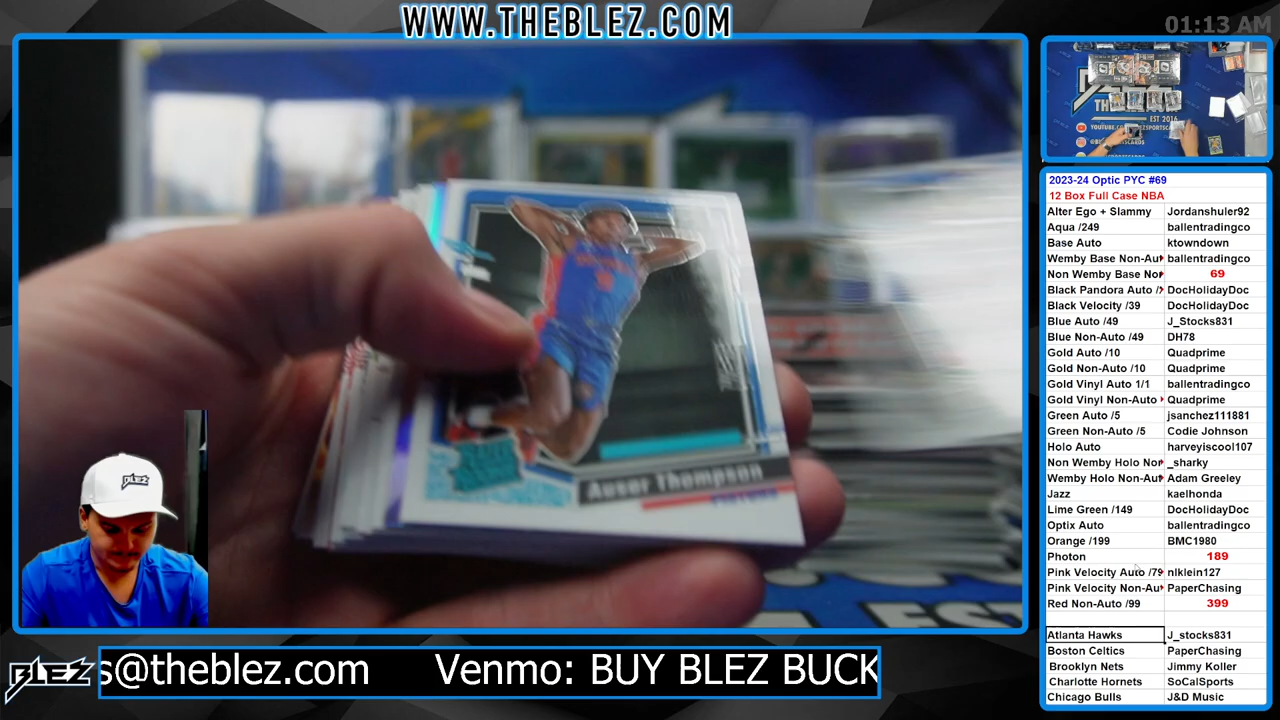 WWW.THEBLEZ.COM
01:13 AM
EST 2016
2023-24 Optic PYC #69
12 Box Full Case NBA
Alter Ego + Slammy Jordanshuler92
Aqua /249 ballentradingco
Base Auto ktowndown
Wemby Base Non-Au ballentradingco
Non Wemby Base Nor 69
Black Pandora Auto / DocHolidayDoc
Black Velocity /39 DocHolidayDoc
Blue Auto /49 J_Stocks831
Blue Non-Auto /49 DH78
Gold Auto /10 Quadprime
Gold Non-Auto /10 Quadprime
Gold Vinyl Auto 1/1 ballentradingco
Gold Vinyl Non-Auto Quadprime
Green Auto /5 jsanchez111881
Green Non-Auto /5 Codie Johnson
Holo Auto harveyiscool107
Non Wemby Holo Nor _sharky
Wemby Holo Non-Aut Adam Greeley
Jazz kaelhonda
Lime Green /149 DocHolidayDoc
Optix Auto ballentradingco
Orange /199 BMC1980
Photon 189
Pink Velocity Auto /79 nlklein127
Pink Velocity Non-Au PaperChasing
Red Non-Auto /99 399
Atlanta Hawks J_stocks831
Boston Celtics PaperChasing
Brooklyn Nets Jimmy Koller
Charlotte Hornets SoCalSports
Chicago Bulls J&D Music
Ausar Thompson
BLEZ
BLEZ
s@theblez.com Venmo: BUY BLEZ BUCK